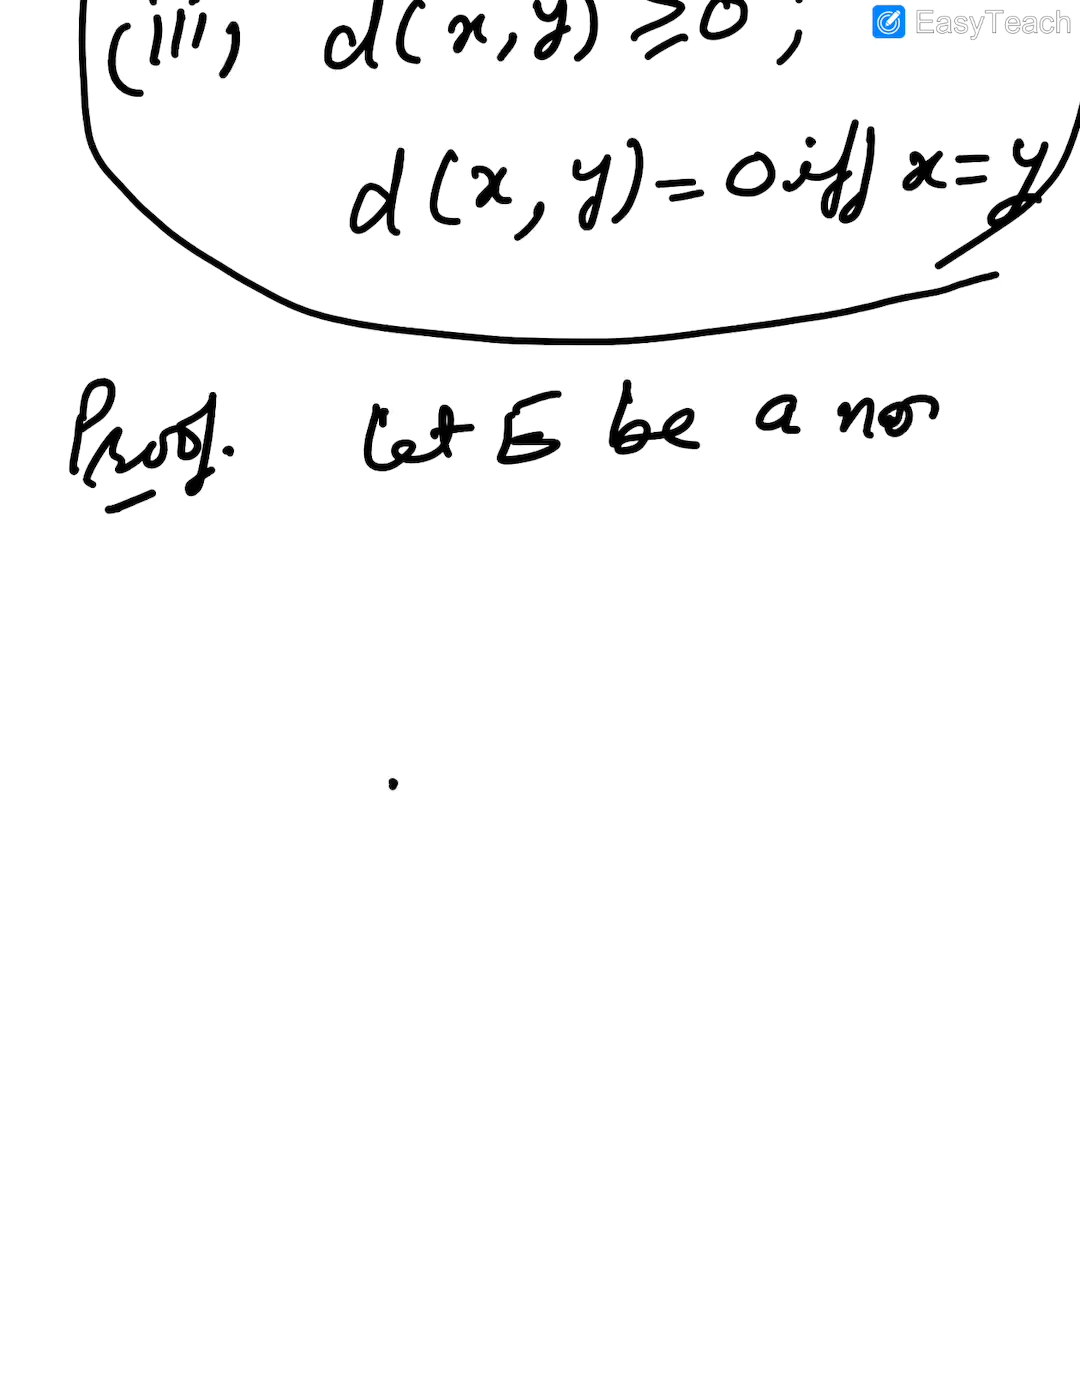 (iii) d(x, y) ≥ 0 ;
EasyTeach
d(x, y) = 0 iff x = y
Proof. Let E be a nor